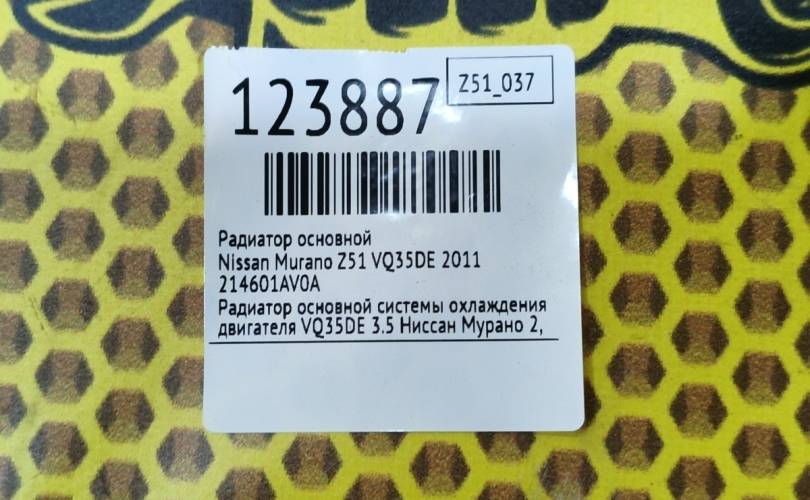 123887
Z51_037
Радиатор основной
Nissan Murano Z51 VQ35DE 2011
214601AV0A
Радиатор основной системы охлаждения
двигателя VQ35DE 3.5 Ниссан Мурано 2,